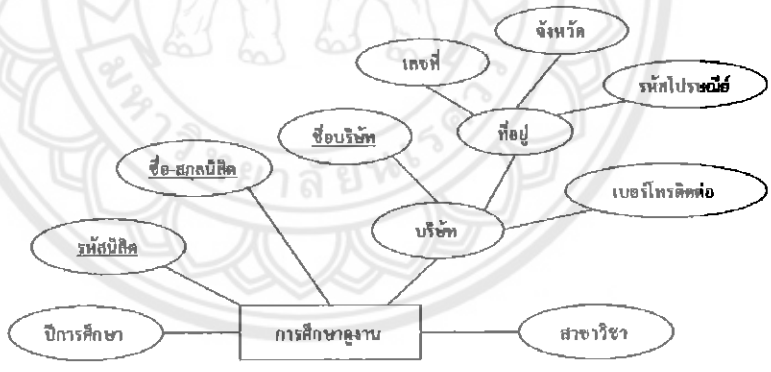 จังหวัด
เลขที่
รหัสไปรษณีย์
ที่อยู่
ชื่อบริษัท
ชื่อ-สกุลนิสิต
เบอร์โทรติดต่อ
บริษัท
รหัสนิสิต
ปีการศึกษา
การศึกษาดูงาน
สาขาวิชา